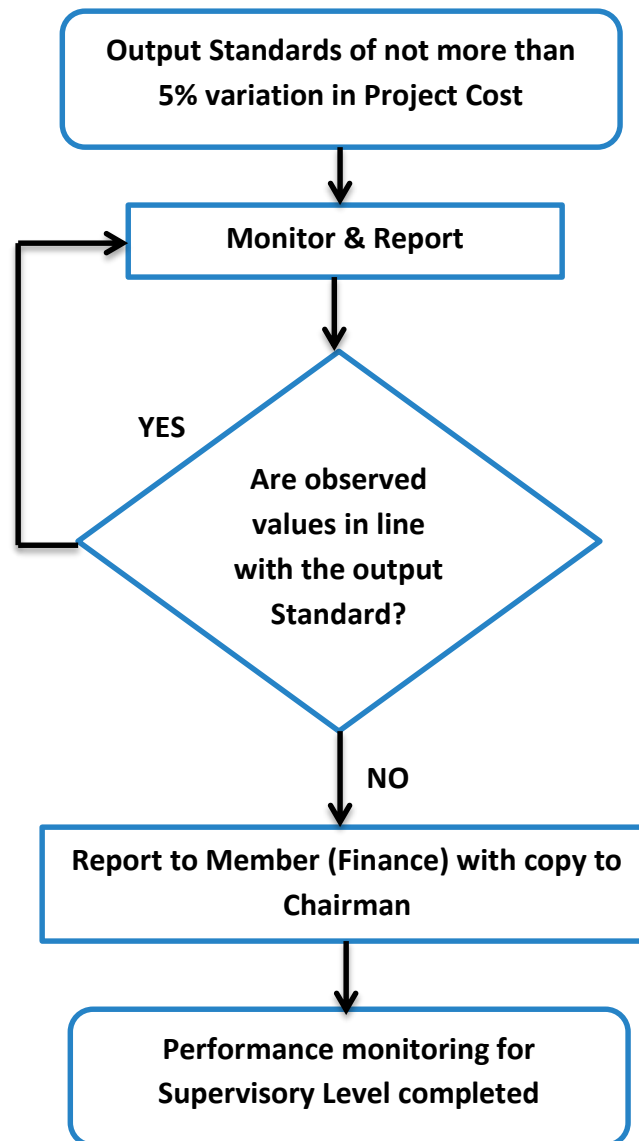 Output Standards of not more than
5% variation in Project Cost
Monitor & Report
YES
Are observed
values in line
with the output
Standard?
NO
Report to Member (Finance) with copy to
Chairman
Performance monitoring for
Supervisory Level completed